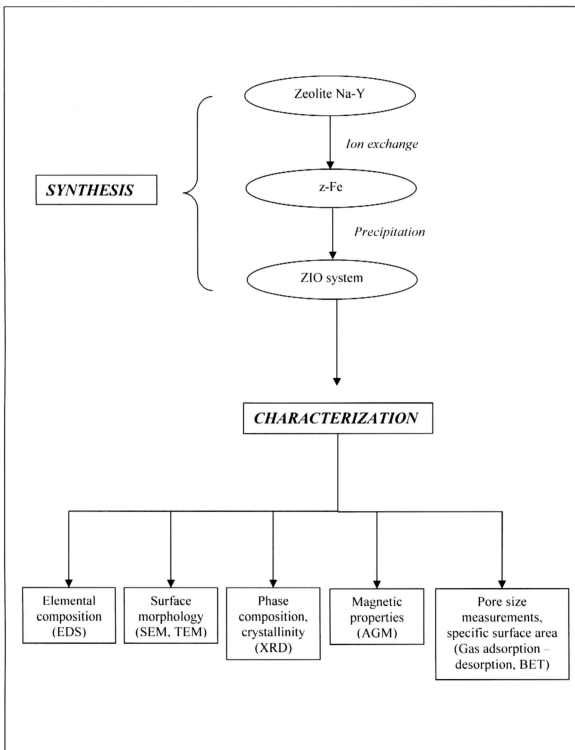 Zeolite Na-Y
Ion exchange
SYNTHESIS
z-Fe
Precipitation
ZIO system
CHARACTERIZATION
Elemental
composition
(EDS)
Surface
morphology
(SEM, TEM)
Phase
composition,
crystallinity
(XRD)
Magnetic
properties
(AGM)
Pore size
measurements,
specific surface area
(Gas adsorption –
desorption, BET)